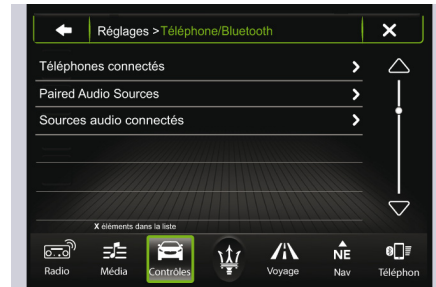 Réglages >Téléphone/Bluetooth
Téléphones connectés
Paired Audio Sources
Sources audio connectés
X éléments dans la liste
Radio
Média
Contrôles
Voyage
NE
Nav
Téléphon